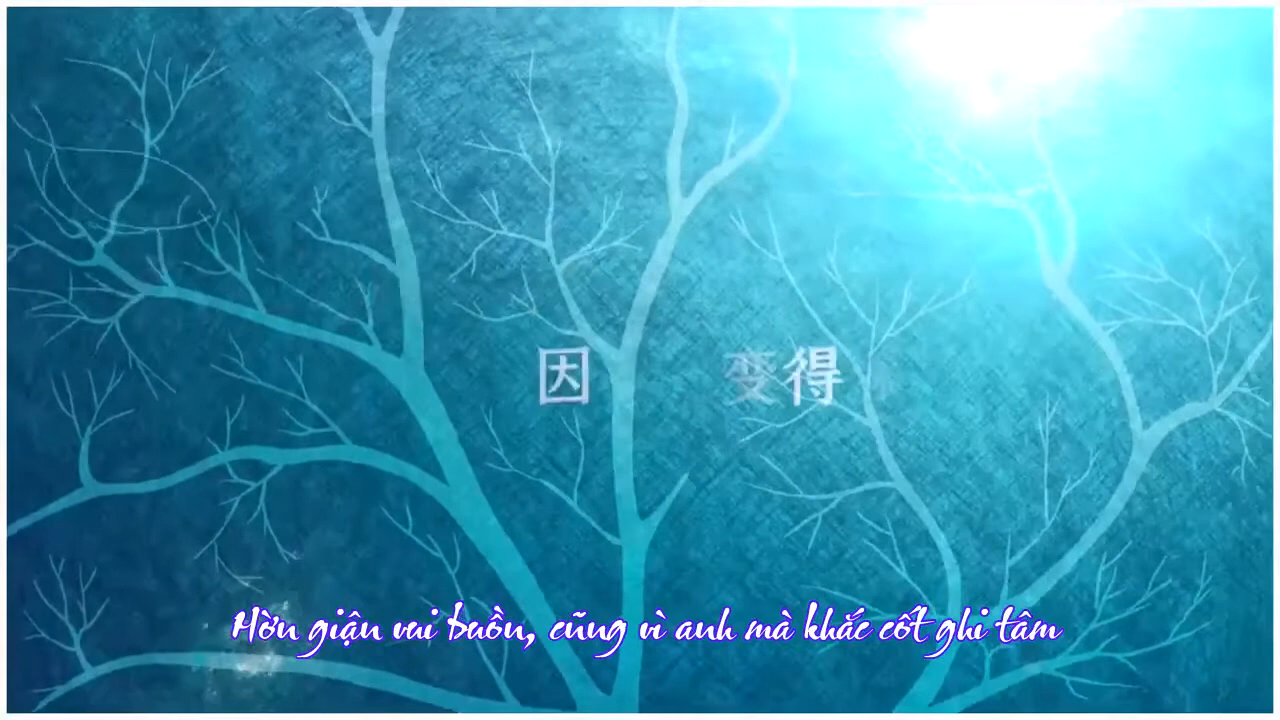 因 变得
Hờn giận vui buồn, cũng vì anh mà khắc cốt ghi tâm